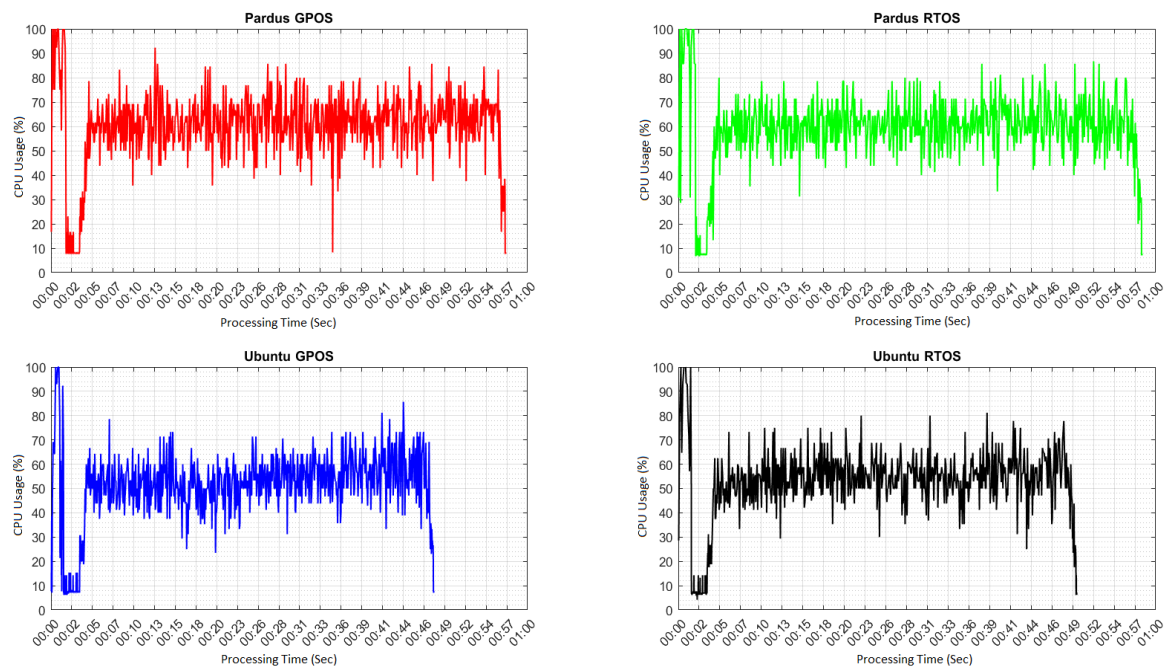 Pardus GPOS
CPU Usage (%)
100
90
80
70
60
50
40
30
20
10
0
00:00 00:02 00:05 00:07 00:10 00:13 00:15 00:18 00:20 00:23 00:26 00:28 00:31 00:33 00:36 00:39 00:41 00:44 00:46 00:49 00:52 00:54 00:57 01:00
Processing Time (Sec)
Pardus RTOS
CPU Usage (%)
100
90
80
70
60
50
40
30
20
10
0
00:00 00:02 00:05 00:07 00:10 00:13 00:15 00:18 00:20 00:23 00:26 00:28 00:31 00:33 00:36 00:39 00:41 00:44 00:46 00:49 00:52 00:54 00:57 01:00
Processing Time (Sec)
Ubuntu GPOS
CPU Usage (%)
100
90
80
70
60
50
40
30
20
10
0
00:00 00:02 00:05 00:07 00:10 00:13 00:15 00:18 00:20 00:23 00:26 00:28 00:31 00:33 00:36 00:39 00:41 00:44 00:46 00:49 00:52 00:54 00:57 01:00
Processing Time (Sec)
Ubuntu RTOS
CPU Usage (%)
100
90
80
70
60
50
40
30
20
10
0
00:00 00:02 00:05 00:07 00:10 00:13 00:15 00:18 00:20 00:23 00:26 00:28 00:31 00:33 00:36 00:39 00:41 00:44 00:46 00:49 00:52 00:54 00:57 01:00
Processing Time (Sec)